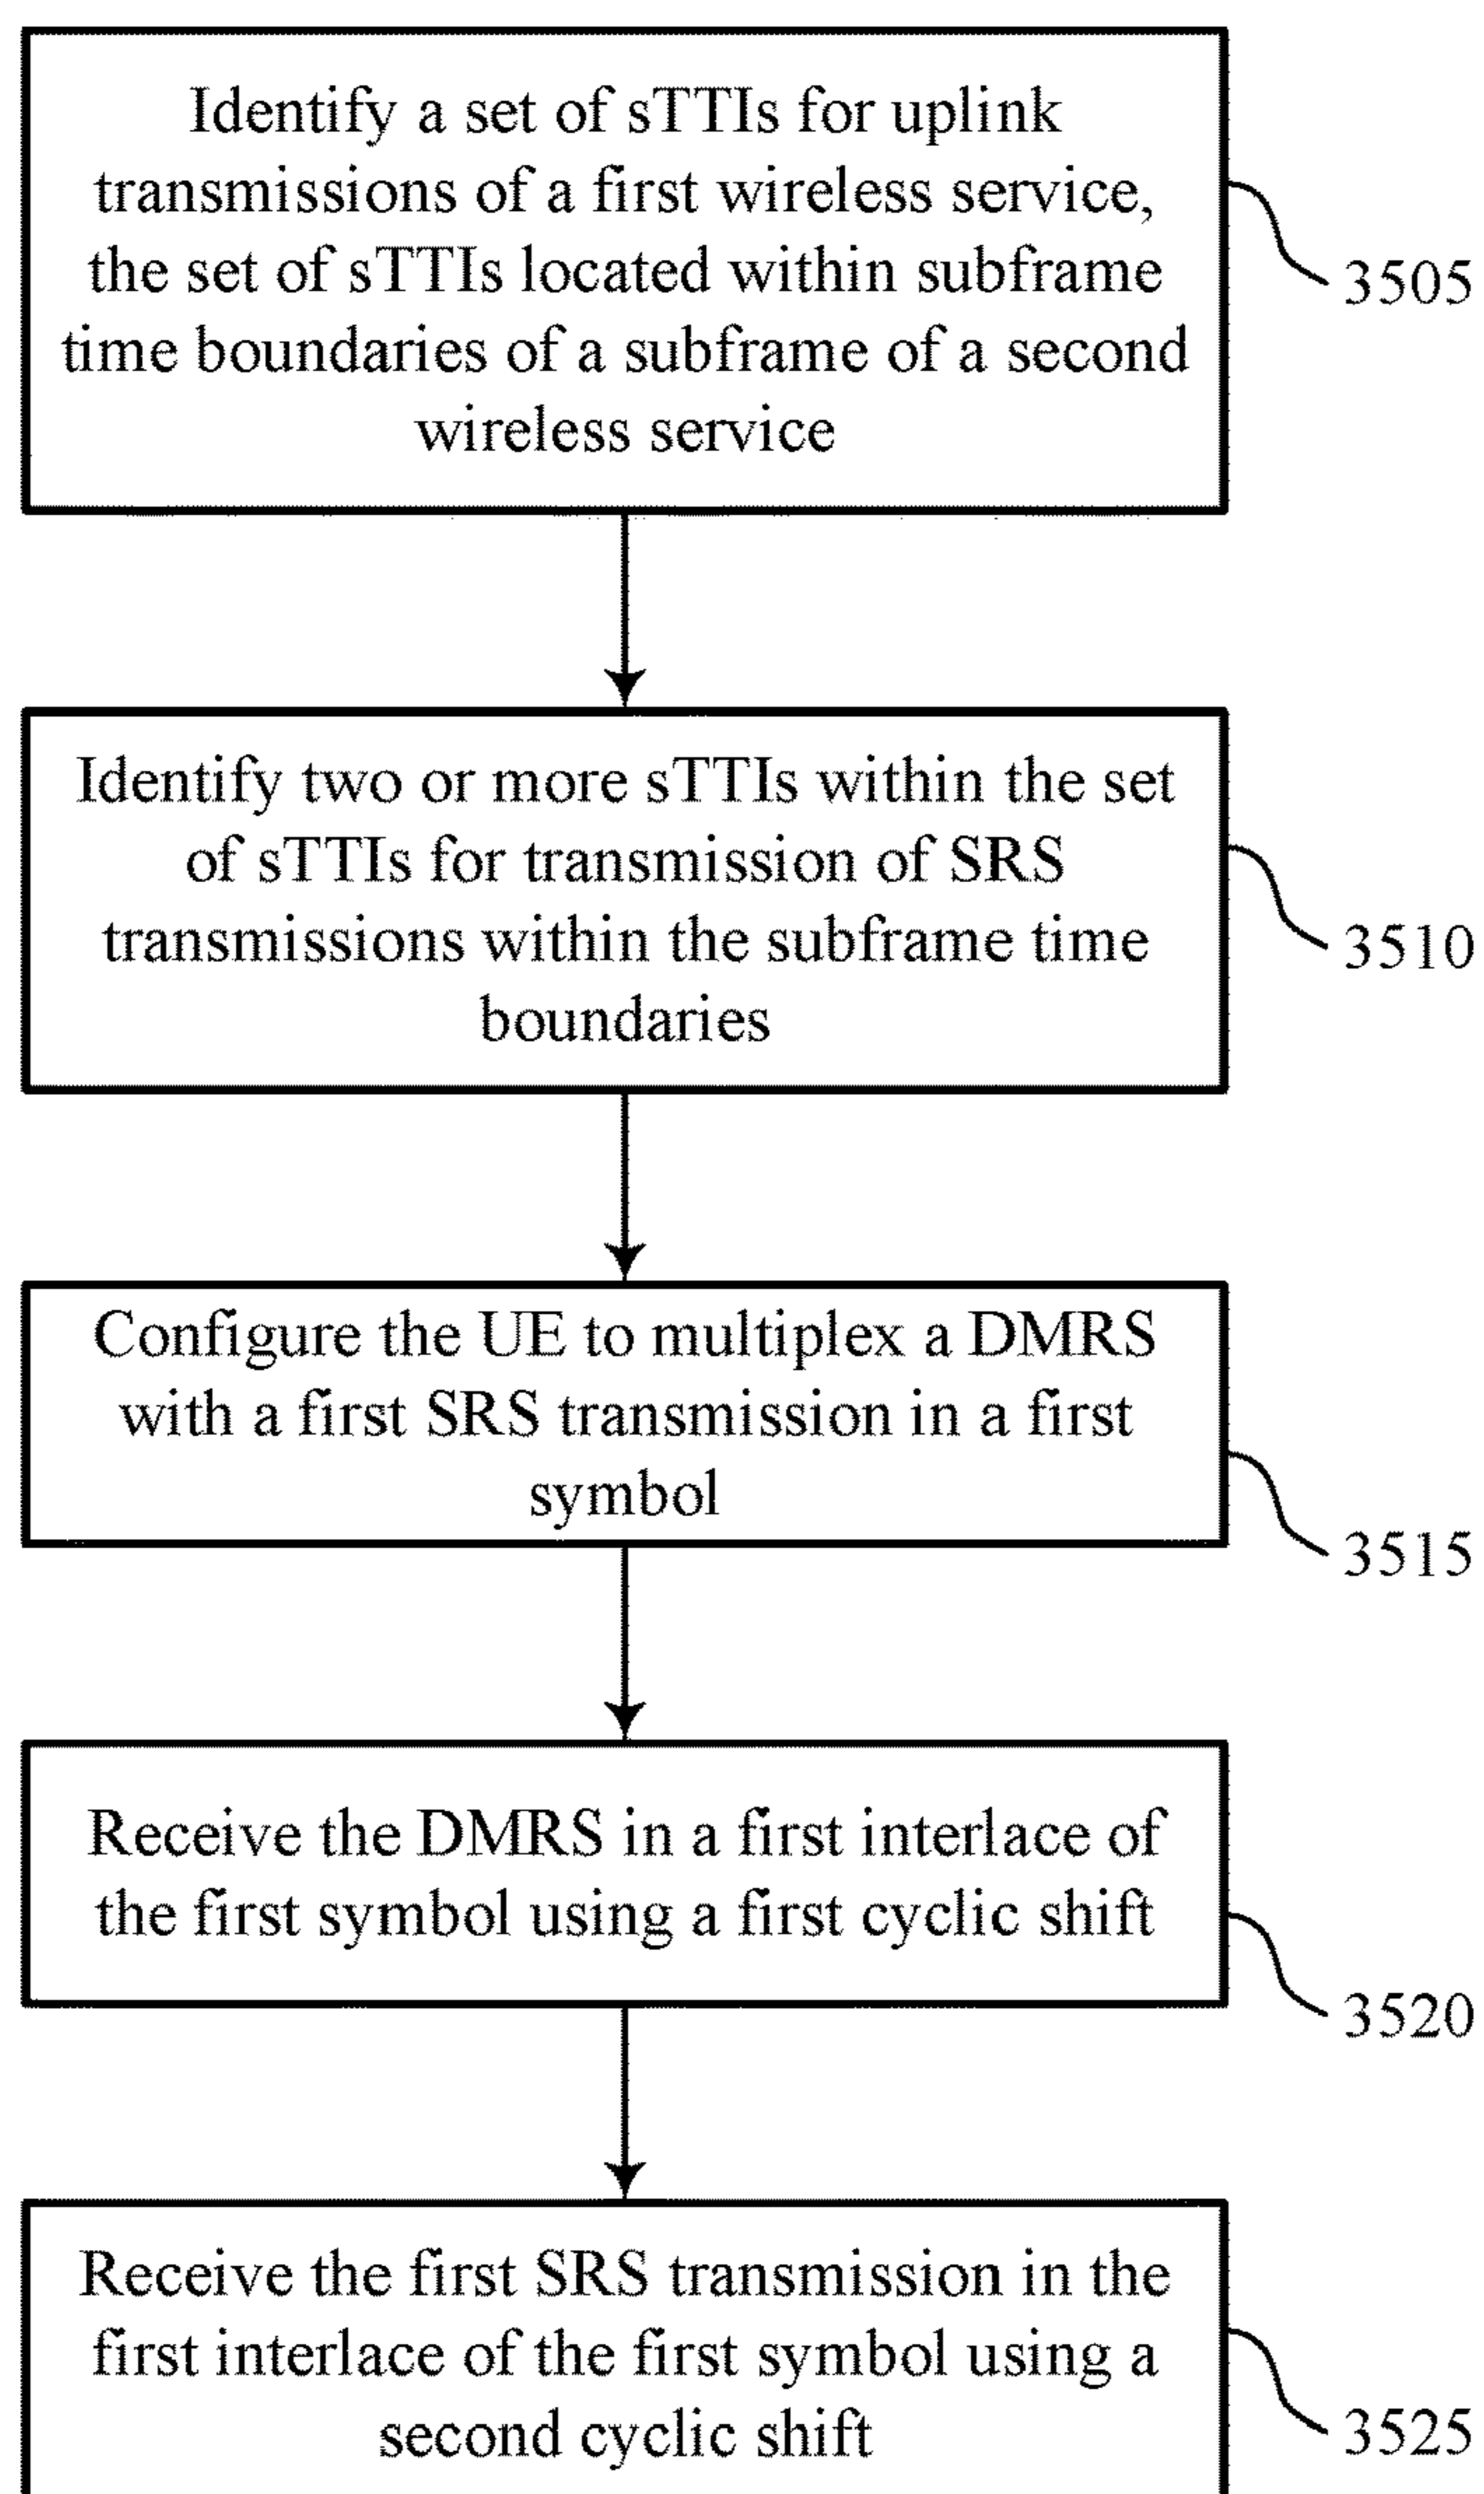 Identify a set of sTTIs for uplink
transmissions of a first wireless service,
the set of sTTIs located within subframe
time boundaries of a subframe of a second
wireless service
3505
Identify two or more sTTIs within the set
of sTTIs for transmission of SRS
transmissions within the subframe time
boundaries
3510
Configure the UE to multiplex a DMRS
with a first SRS transmission in a first
symbol
3515
Receive the DMRS in a first interlace of
the first symbol using a first cyclic shift
3520
Receive the first SRS transmission in the
first interlace of the first symbol using a
second cyclic shift
3525